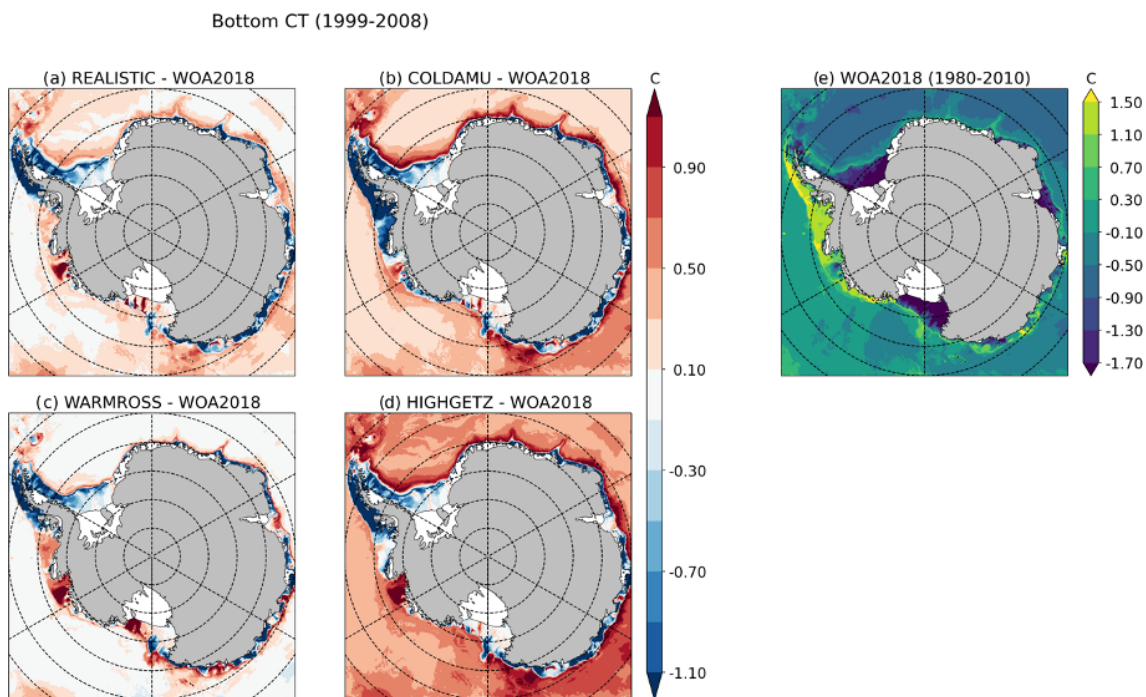 Bottom CT (1999-2008)
(a) REALISTIC - WOA2018
(b) COLDAMU - WOA2018
C
(e) WOA2018 (1980-2010)
C
0.90
0.50
0.10
-0.30
-0.70
-1.10
1.50
1.10
0.70
0.30
-0.10
-0.50
-0.90
-1.30
-1.70
(c) WARMROSS - WOA2018
(d) HIGHGETZ - WOA2018